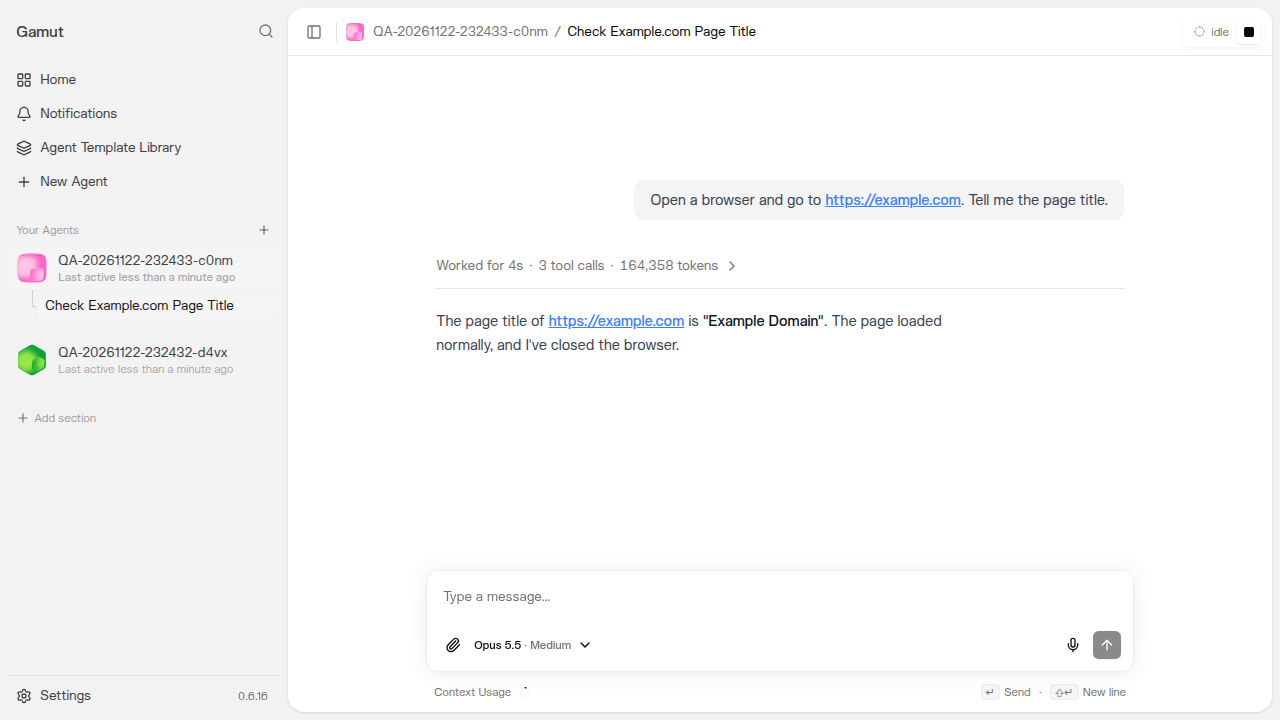 Gamut
Home
Notifications
Agent Template Library
New Agent
Your Agents
QA-20261122-232433-c0nm
Last active less than a minute ago
Check Example.com Page Title
QA-20261122-232432-d4vx
Last active less than a minute ago
Add section
Settings
0.6.16
QA-20261122-232433-c0nm / Check Example.com Page Title
idle
Open a browser and go to https://example.com. Tell me the page title.
Worked for 4s · 3 tool calls · 164,358 tokens
The page title of https://example.com is "Example Domain". The page loaded
normally, and I've closed the browser.
Type a message...
Opus 5.5 · Medium
Context Usage
Send · New line